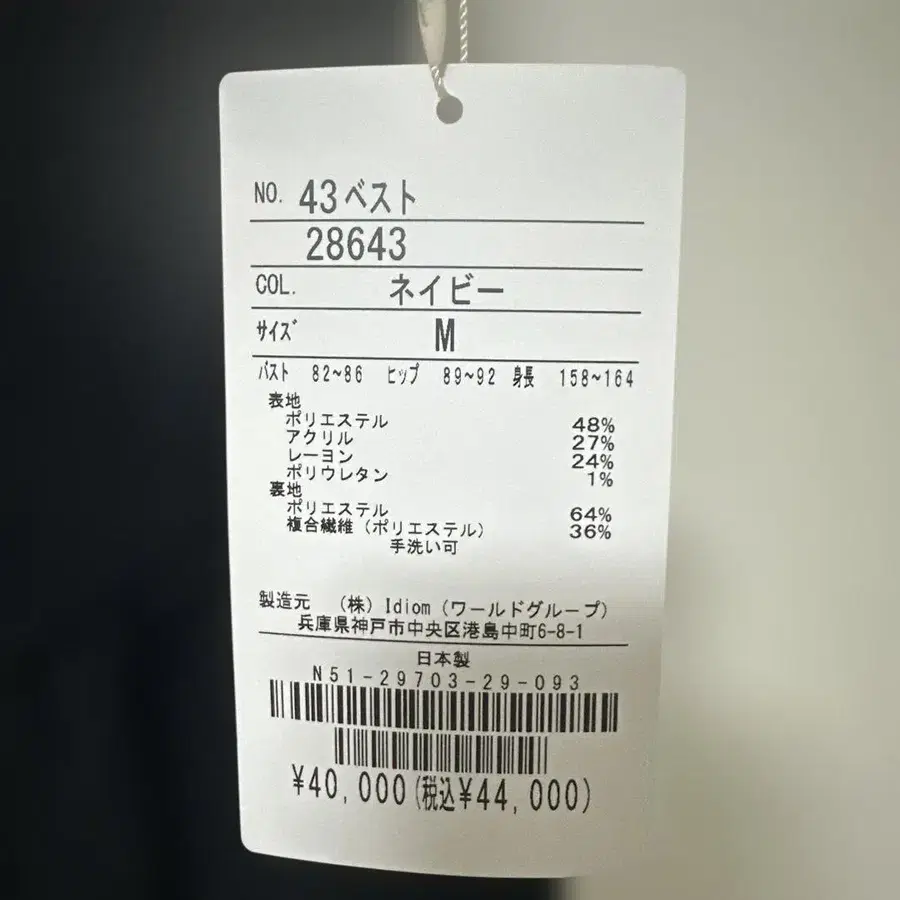 NO. 43ベスト
28643
COL. ネイビー
サイズ M
バスト 82~86 ヒップ 89~92 身長 158~164
表地
ポリエステル 48%
アクリル 27%
レーヨン 24%
ポリウレタン 1%
裏地
ポリエステル 64%
複合繊維(ポリエステル) 36%
手洗い可
製造元 (株)Idiom(ワールドグループ)
兵庫県神戸市中央区港島中町6-8-1
日本製
N51-29703-29-093
¥40,000(税込¥44,000)